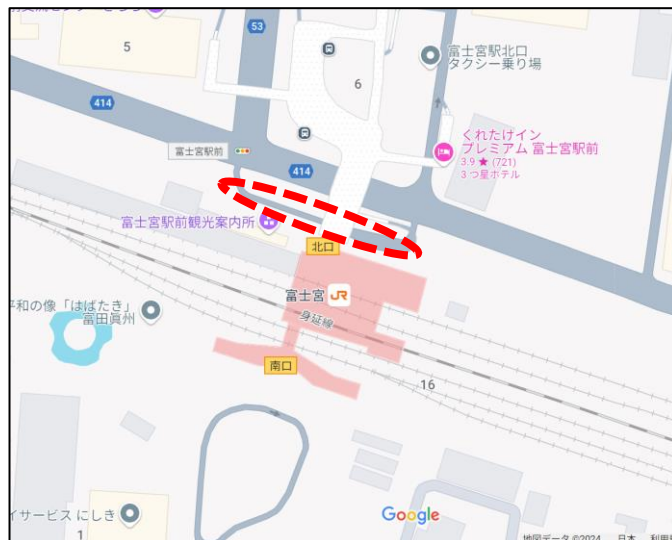 53
5
6
富士宮駅北口
タクシー乗り場
414
富士宮駅前
414
くれたけイン
プレミアム 富士宮駅前
3.9 ★ (721)
3 つ星ホテル
富士宮駅前観光案内所
北口
富士宮 JR
身延線
平和の像「はばたき」
富田眞州
南口
16
イサービス にしき
1
Google
地図データ ©2024 日本